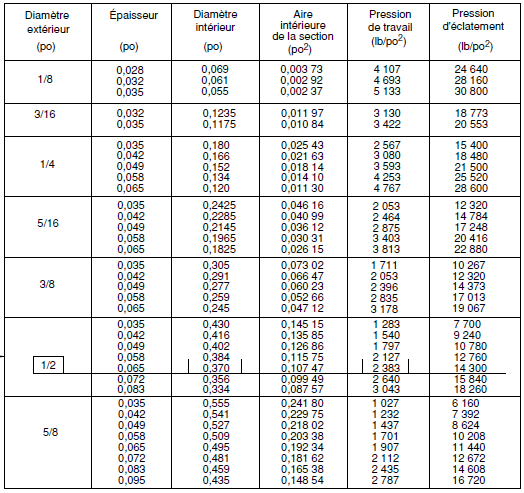 Diamètre extérieur (po) Épaisseur (po) Diamètre intérieur (po) Aire intérieure de la section (po2) Pression de travail (lb/po2) Pression d'éclatement (lb/po2)
1/8
0,028 0,069 0,003 73 4 107 24 640
0,032 0,061 0,002 92 4 693 28 160
0,035 0,055 0,002 37 5 133 30 800
3/16
0,032 0,1235 0,011 97 3 130 18 773
0,035 0,1175 0,010 84 3 422 20 553
1/4
0,035 0,180 0,025 43 2 567 15 400
0,042 0,166 0,021 63 3 080 18 480
0,049 0,152 0,018 14 3 593 21 500
0,058 0,134 0,014 10 4 253 25 520
0,065 0,120 0,011 30 4 767 28 600
5/16
0,035 0,2425 0,046 16 2 053 12 320
0,042 0,2285 0,040 99 2 464 14 784
0,049 0,2145 0,036 12 2 875 17 248
0,058 0,1965 0,030 31 3 403 20 416
0,065 0,1825 0,026 15 3 813 22 880
3/8
0,035 0,305 0,073 02 1 711 10 267
0,042 0,291 0,066 47 2 053 12 320
0,049 0,277 0,060 23 2 396 14 373
0,058 0,259 0,052 66 2 835 17 013
0,065 0,245 0,047 12 3 178 19 067
1/2
0,035 0,430 0,145 15 1 283 7 700
0,042 0,416 0,135 85 1 540 9 240
0,049 0,402 0,126 86 1 797 10 780
0,058 0,384 0,115 75 2 127 12 760
0,065 0,370 0,107 47 2 383 14 300
0,072 0,356 0,099 49 2 640 15 840
0,083 0,334 0,087 57 3 043 18 260
5/8
0,035 0,555 0,241 80 1 027 6 160
0,042 0,541 0,229 75 1 232 7 392
0,049 0,527 0,218 02 1 437 8 624
0,058 0,509 0,203 38 1 701 10 208
0,065 0,495 0,192 34 1 907 11 440
0,072 0,481 0,181 62 2 112 12 672
0,083 0,459 0,165 38 2 435 14 608
0,095 0,435 0,148 54 2 787 16 720